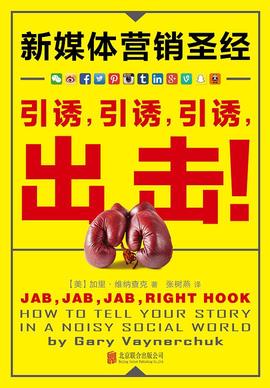 新媒体营销圣经
引诱,引诱,引诱,
出击!
【美】加里·维纳查克 著 张树燕 译
JAB, JAB, JAB, RIGHT HOOK
HOW TO TELL YOUR STORY
IN A NOISY SOCIAL WORLD
by Gary Vaynerchuk
北京联合出版公司